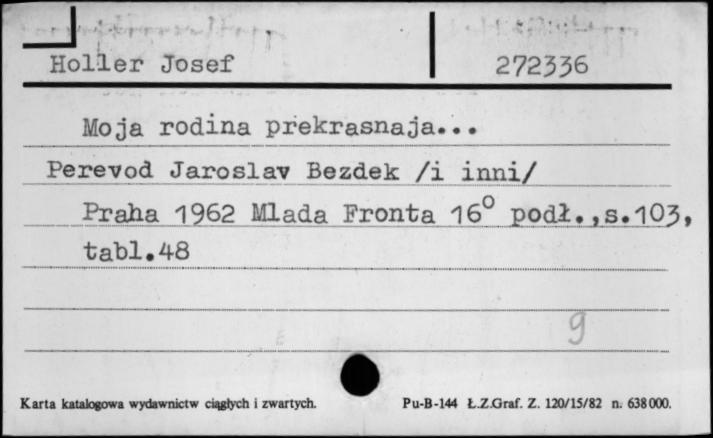 Holler Josef 272336
Moja rodina prekrasnaja...
Perevod Jaroslav Bezdek /i inni/
Praha 1962 Mlada Fronta 16° podł.,s.103,
tabl.48
9
Karta katalogowa wydawnictw ciągłych i zwartych. Pu-B-144 Ł.Z.Graf. Z. 120/15/82 n. 638000.